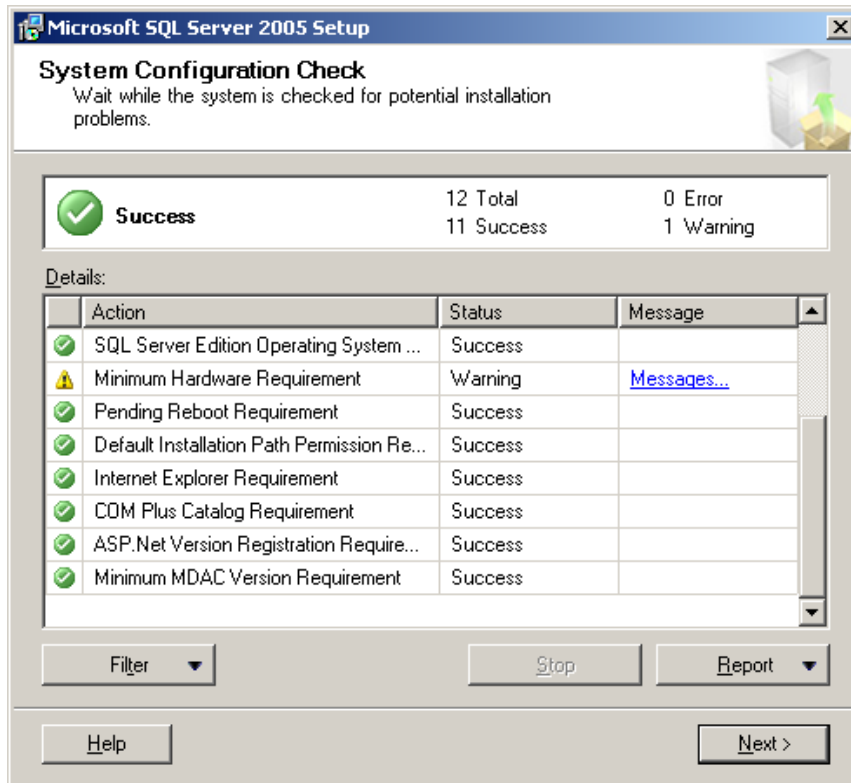 Microsoft SQL Server 2005 Setup
System Configuration Check
Wait while the system is checked for potential installation
problems.
Success
12 Total
0 Error
11 Success
1 Warning
Details:
Action Status Message
SQL Server Edition Operating System ... Success
Minimum Hardware Requirement Warning Messages...
Pending Reboot Requirement Success
Default Installation Path Permission Re... Success
Internet Explorer Requirement Success
COM Plus Catalog Requirement Success
ASP.Net Version Registration Require... Success
Minimum MDAC Version Requirement Success
Filter Stop Report
Help Next >